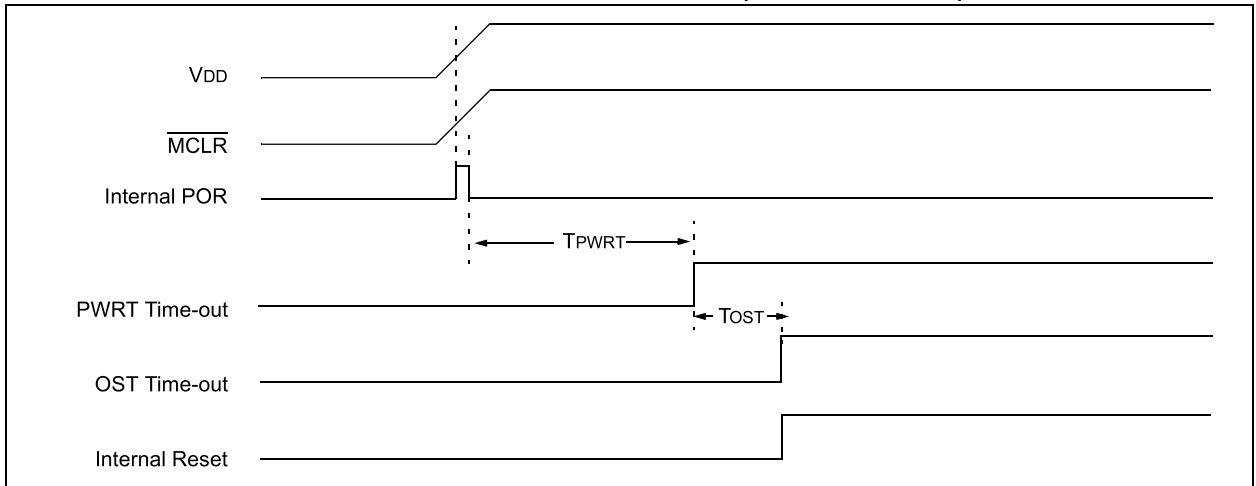 VDD
MCLR
Internal POR
TPWRT
PWRT Time-out
TOST
OST Time-out
Internal Reset